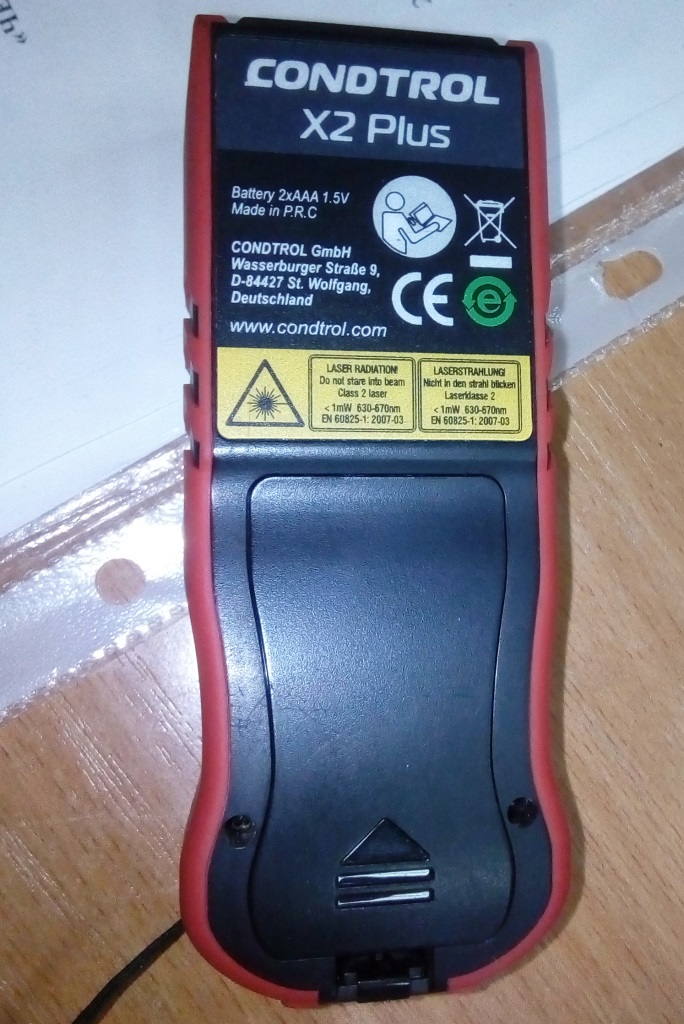 CONDTROL
X2 Plus
Battery 2xAAA 1.5V
Made in P.R.C
CONDTROL GmbH
Wasserburger Straße 9,
D-84427 St. Wolfgang,
Deutschland
www.condtrol.com
CE
e
LASER RADIATION!
Do not stare into beam
Class 2 laser
<1mW 630-670nm
EN 60825-1: 2007-03
LASERSTRAHLUNG!
Nicht in den strahl blicken
Laserklasse 2
<1mW 630-670nm
EN 60825-1: 2007-03